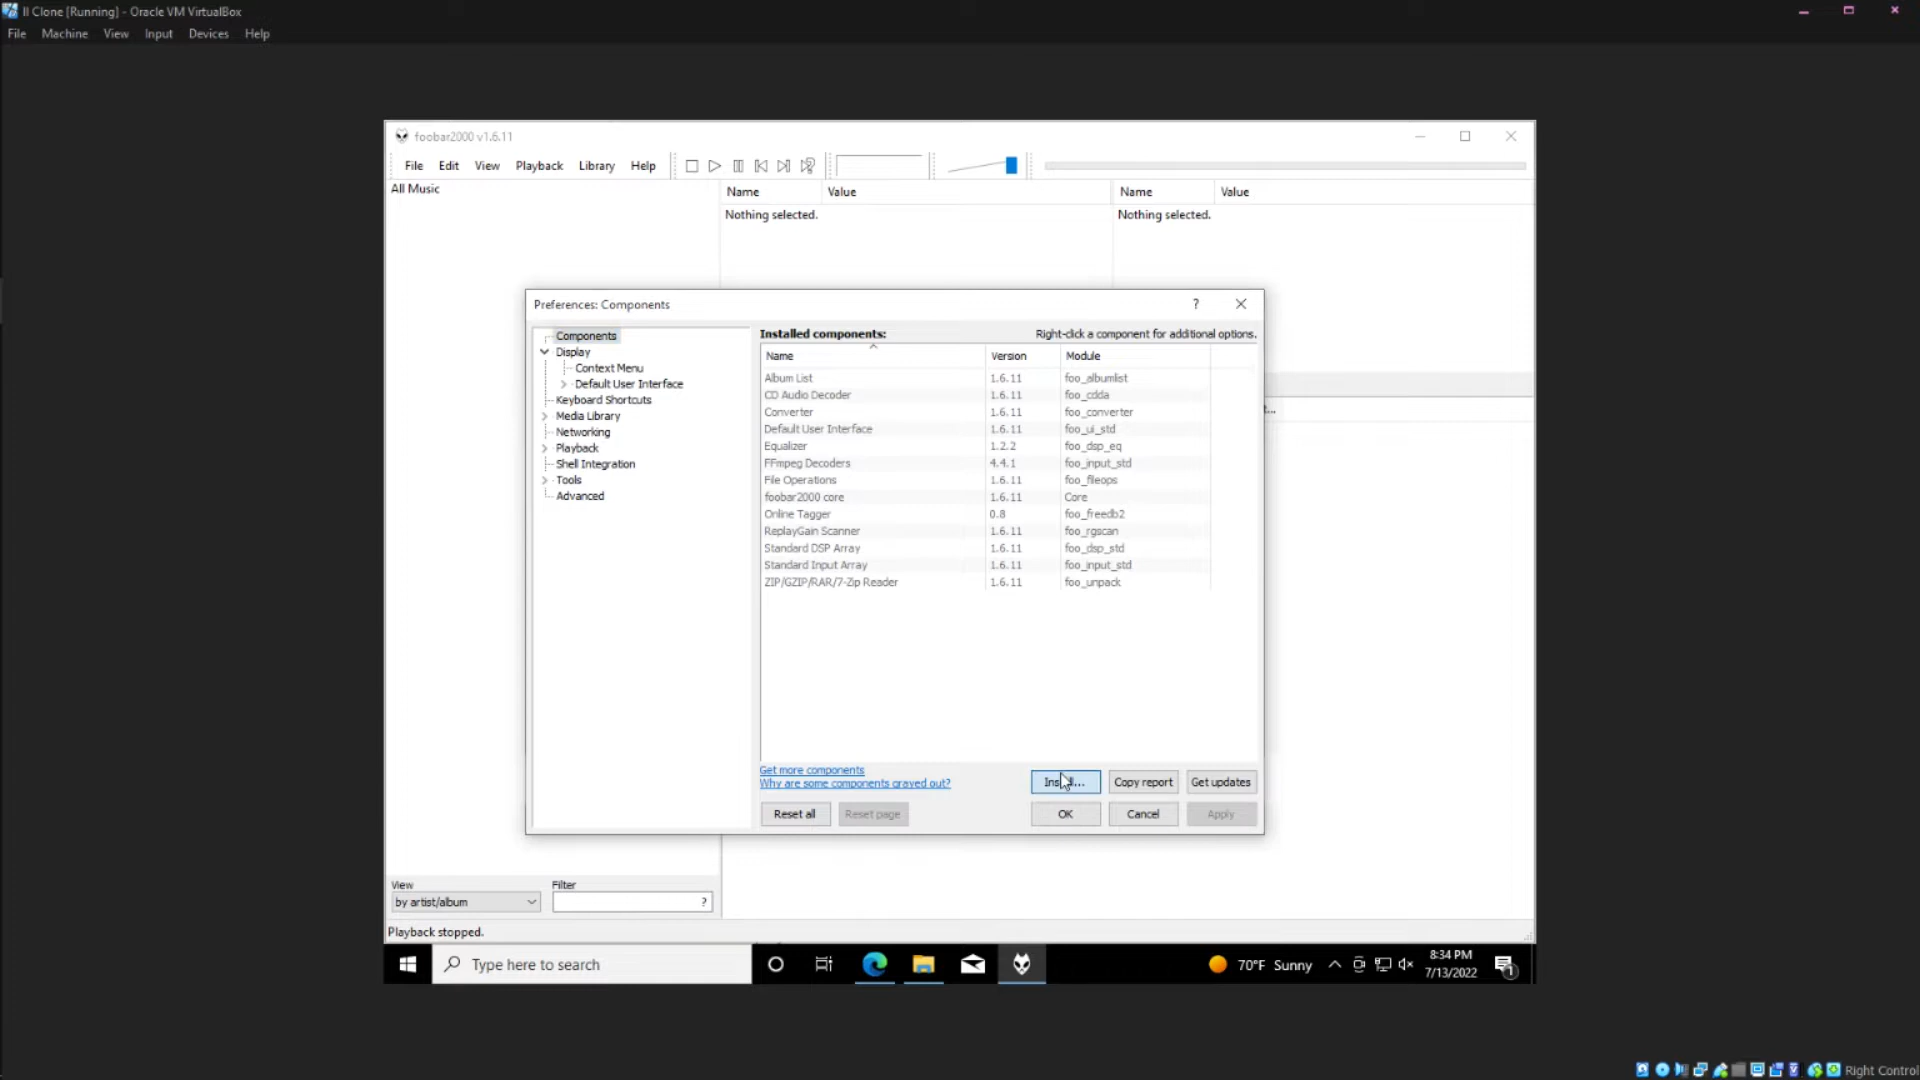 II Clone [Running] - Oracle VM VirtualBox
File Machine View Input Devices Help
foobar2000 v1.6.11
File Edit View Playback Library Help
All Music
Name Value
Nothing selected.
Name Value
Nothing selected.
Preferences: Components
?
Components
Display
Context Menu
Default User Interface
Keyboard Shortcuts
Media Library
Networking
Playback
Shell Integration
Tools
Advanced
Installed components: Right-click a component for additional options.
Name Version Module
Album List 1.6.11 foo_albumlist
CD Audio Decoder 1.6.11 foo_cdda
Converter 1.6.11 foo_converter
Default User Interface 1.6.11 foo_ui_std
Equalizer 1.2.2 foo_dsp_eq
FFmpeg Decoders 4.4.1 foo_input_std
File Operations 1.6.11 foo_fileops
foobar2000 core 1.6.11 Core
Online Tagger 0.8 foo_freedb2
ReplayGain Scanner 1.6.11 foo_rgscan
Standard DSP Array 1.6.11 foo_dsp_std
Standard Input Array 1.6.11 foo_input_std
ZIP/GZIP/RAR/7-Zip Reader 1.6.11 foo_unpack
Get more components
Why are some components grayed out?
Install... Copy report Get updates
Reset all Reset page OK Cancel Apply
View Filter
by artist/album ?
Playback stopped.
Type here to search
70°F Sunny
8:34 PM
7/13/2022
1
Right Control